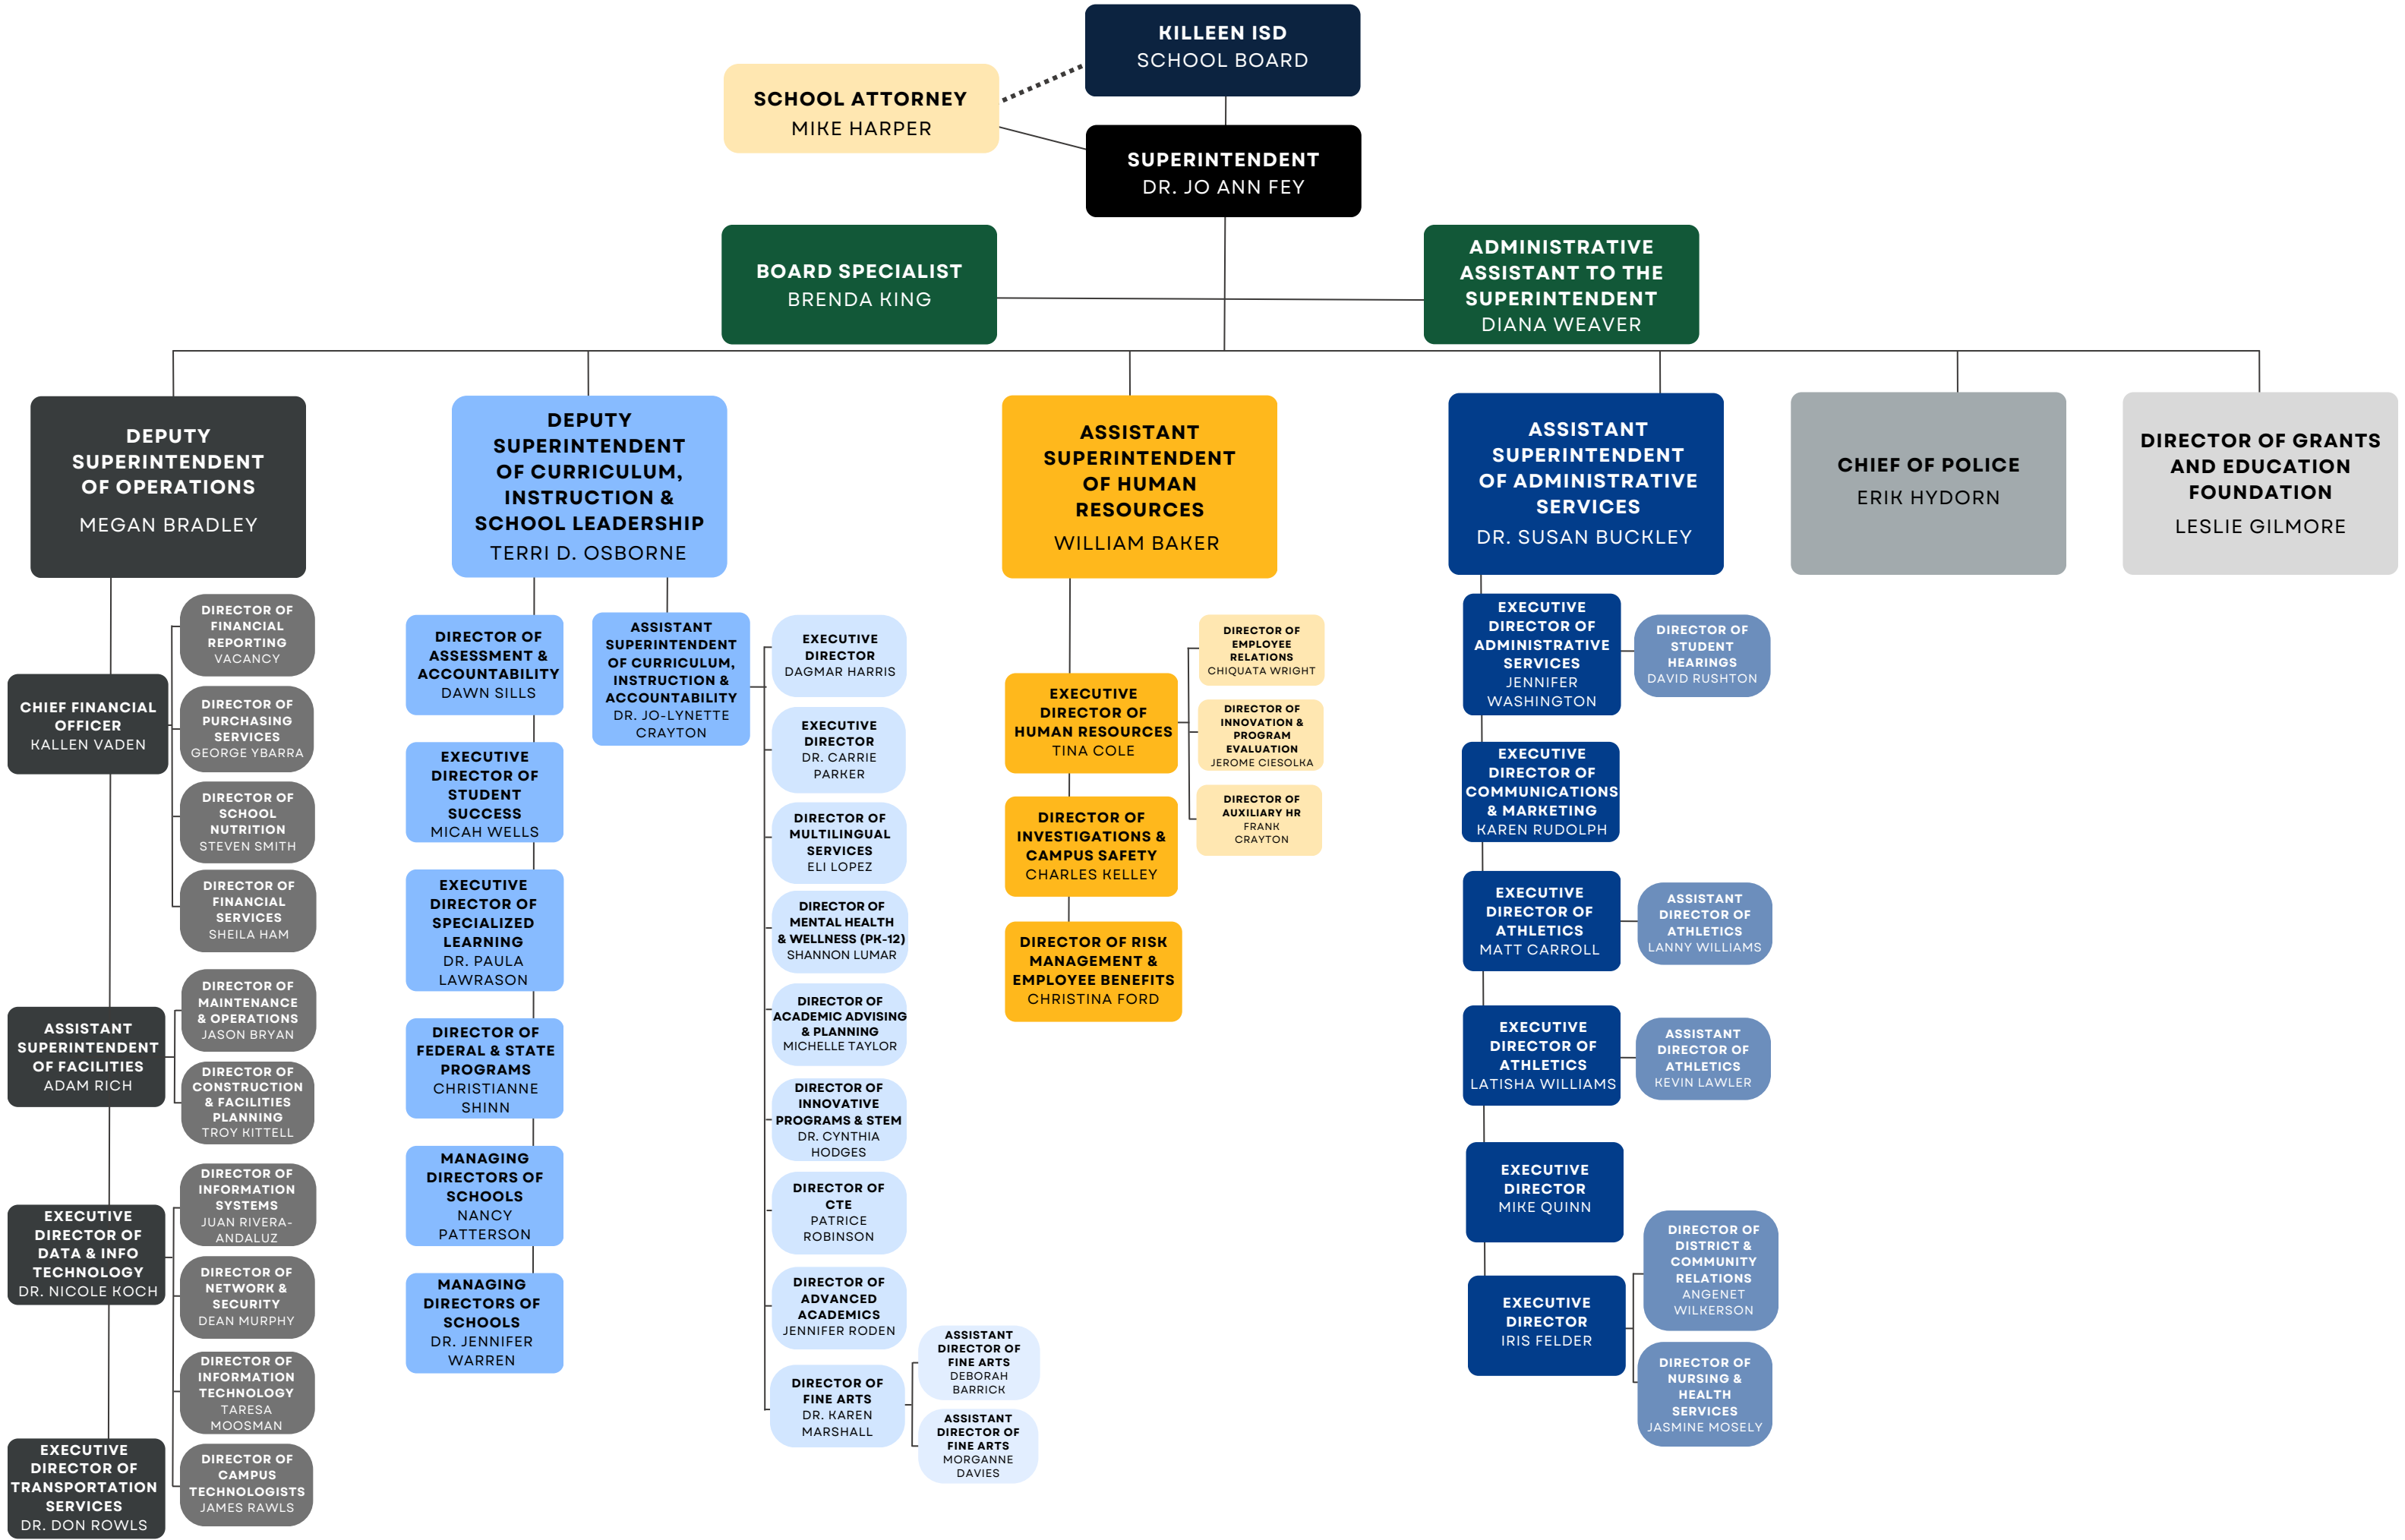 KILLEEN ISD
SCHOOL BOARD
SCHOOL ATTORNEY
MIKE HARPER
SUPERINTENDENT
DR. JO ANN FEY
BOARD SPECIALIST
BRENDA KING
ADMINISTRATIVE
ASSISTANT TO THE
SUPERINTENDENT
DIANA WEAVER
DEPUTY
SUPERINTENDENT
OF OPERATIONS
MEGAN BRADLEY
DEPUTY
SUPERINTENDENT
OF CURRICULUM,
INSTRUCTION &
SCHOOL LEADERSHIP
TERRI D. OSBORNE
ASSISTANT
SUPERINTENDENT
OF HUMAN
RESOURCES
WILLIAM BAKER
ASSISTANT
SUPERINTENDENT
OF ADMINISTRATIVE
SERVICES
DR. SUSAN BUCKLEY
CHIEF OF POLICE
ERIK HYDORN
DIRECTOR OF GRANTS
AND EDUCATION
FOUNDATION
LESLIE GILMORE
CHIEF FINANCIAL
OFFICER
KALLEN VADEN
DIRECTOR OF
FINANCIAL
REPORTING
VACANCY
DIRECTOR OF
PURCHASING
SERVICES
GEORGE YBARRA
DIRECTOR OF
SCHOOL
NUTRITION
STEVEN SMITH
DIRECTOR OF
FINANCIAL
SERVICES
SHEILA HAM
ASSISTANT
SUPERINTENDENT
OF FACILITIES
ADAM RICH
DIRECTOR OF
MAINTENANCE
& OPERATIONS
JASON BRYAN
DIRECTOR OF
CONSTRUCTION
& FACILITIES
PLANNING
TROY KITTELL
EXECUTIVE
DIRECTOR OF
DATA & INFO
TECHNOLOGY
DR. NICOLE KOCH
DIRECTOR OF
INFORMATION
SYSTEMS
JUAN RIVERA-
ANDALUZ
DIRECTOR OF
NETWORK &
SECURITY
DEAN MURPHY
DIRECTOR OF
INFORMATION
TECHNOLOGY
TARESA
MOOSMAN
DIRECTOR OF
CAMPUS
TECHNOLOGISTS
JAMES RAWLS
EXECUTIVE
DIRECTOR OF
TRANSPORTATION
SERVICES
DR. DON ROWLS
DIRECTOR OF
ASSESSMENT &
ACCOUNTABILITY
DAWN SILLS
EXECUTIVE
DIRECTOR OF
STUDENT
SUCCESS
MICAH WELLS
EXECUTIVE
DIRECTOR OF
SPECIALIZED
LEARNING
DR. PAULA
LAWRASON
DIRECTOR OF
FEDERAL & STATE
PROGRAMS
CHRISTIANNE
SHINN
MANAGING
DIRECTORS OF
SCHOOLS
NANCY
PATTERSON
MANAGING
DIRECTORS OF
SCHOOLS
DR. JENNIFER
WARREN
ASSISTANT
SUPERINTENDENT
OF CURRICULUM,
INSTRUCTION &
ACCOUNTABILITY
DR. JO-LYNETTE
CRAYTON
EXECUTIVE
DIRECTOR
DAGMAR HARRIS
EXECUTIVE
DIRECTOR
DR. CARRIE
PARKER
DIRECTOR OF
MULTILINGUAL
SERVICES
ELI LOPEZ
DIRECTOR OF
MENTAL HEALTH
& WELLNESS (PK-12)
SHANNON LUMAR
DIRECTOR OF
ACADEMIC ADVISING
& PLANNING
MICHELLE TAYLOR
DIRECTOR OF
INNOVATIVE
PROGRAMS & STEM
DR. CYNTHIA
HODGES
DIRECTOR OF
CTE
PATRICE
ROBINSON
DIRECTOR OF
ADVANCED
ACADEMICS
JENNIFER RODEN
DIRECTOR OF
FINE ARTS
DR. KAREN
MARSHALL
ASSISTANT
DIRECTOR OF
FINE ARTS
DEBORAH
BARRICK
ASSISTANT
DIRECTOR OF
FINE ARTS
MORGANNE
DAVIES
EXECUTIVE
DIRECTOR OF
HUMAN RESOURCES
TINA COLE
DIRECTOR OF
EMPLOYEE
RELATIONS
CHIQUATA WRIGHT
DIRECTOR OF
INNOVATION &
PROGRAM
EVALUATION
JEROME CIESOLKA
DIRECTOR OF
AUXILIARY HR
FRANK
CRAYTON
DIRECTOR OF
INVESTIGATIONS &
CAMPUS SAFETY
CHARLES KELLEY
DIRECTOR OF RISK
MANAGEMENT &
EMPLOYEE BENEFITS
CHRISTINA FORD
EXECUTIVE
DIRECTOR OF
ADMINISTRATIVE
SERVICES
JENNIFER
WASHINGTON
DIRECTOR OF
STUDENT
HEARINGS
DAVID RUSHTON
EXECUTIVE
DIRECTOR OF
COMMUNICATIONS
& MARKETING
KAREN RUDOLPH
EXECUTIVE
DIRECTOR OF
ATHLETICS
MATT CARROLL
ASSISTANT
DIRECTOR OF
ATHLETICS
LANNY WILLIAMS
EXECUTIVE
DIRECTOR OF
ATHLETICS
LATISHA WILLIAMS
ASSISTANT
DIRECTOR OF
ATHLETICS
KEVIN LAWLER
EXECUTIVE
DIRECTOR
MIKE QUINN
EXECUTIVE
DIRECTOR
IRIS FELDER
DIRECTOR OF
DISTRICT &
COMMUNITY
RELATIONS
ANGENET
WILKERSON
DIRECTOR OF
NURSING &
HEALTH
SERVICES
JASMINE MOSELY